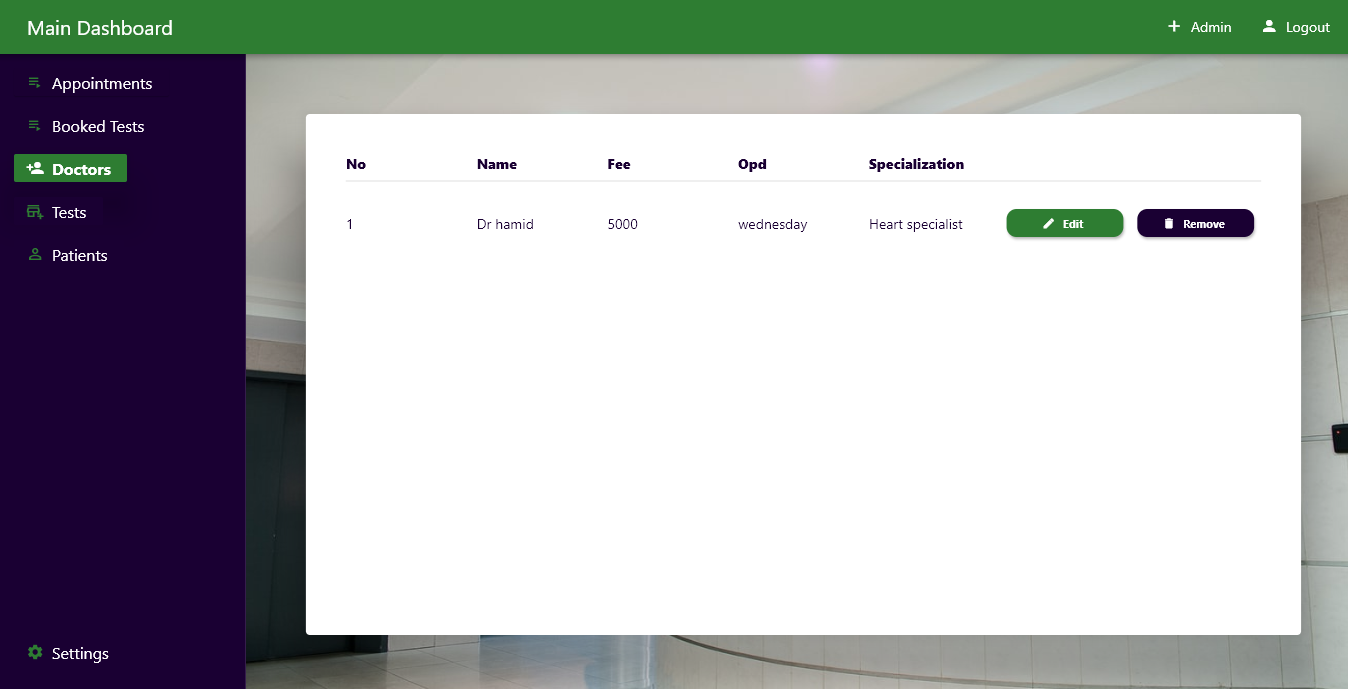 Main Dashboard
Admin
Logout
Appointments
Booked Tests
Doctors
Tests
Patients
Settings
No Name Fee Opd Specialization
1 Dr hamid 5000 wednesday Heart specialist Edit Remove